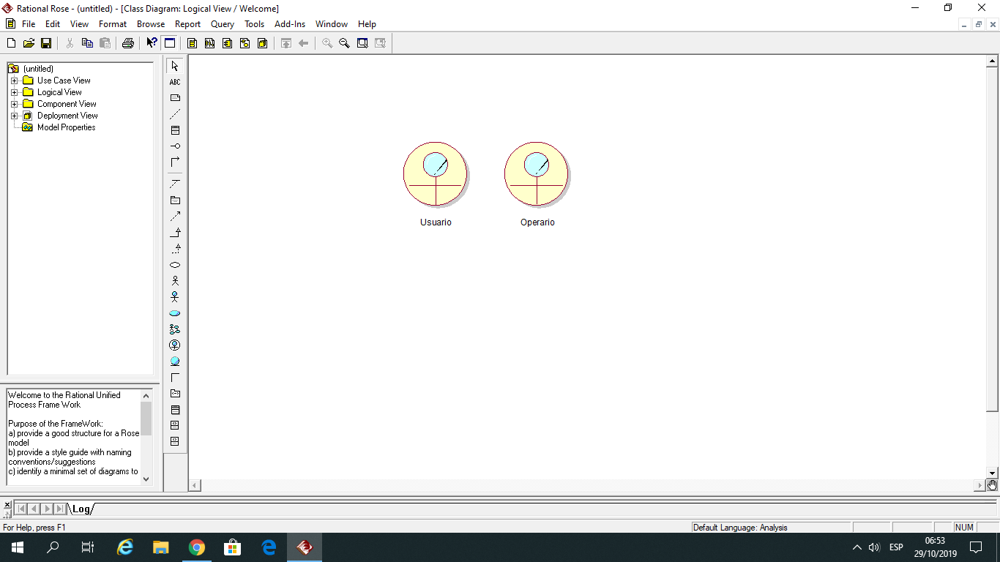 Rational Rose - (untitled) - [Class Diagram: Logical View / Welcome]
File Edit View Format Browse Report Query Tools Add-Ins Window Help
(untitled)
Use Case View
Logical View
Component View
Deployment View
Model Properties
ABC
Usuario
Operario
Welcome to the Rational Unified
Process Frame Work
Purpose of the FrameWork:
a) provide a good structure for a Rose
model
b) provide a style guide with naming
conventions/suggestions
c) identify a minimal set of diagrams to
Log
For Help, press F1
Default Language: Analysis
NUM
ESP
06:53
29/10/2019